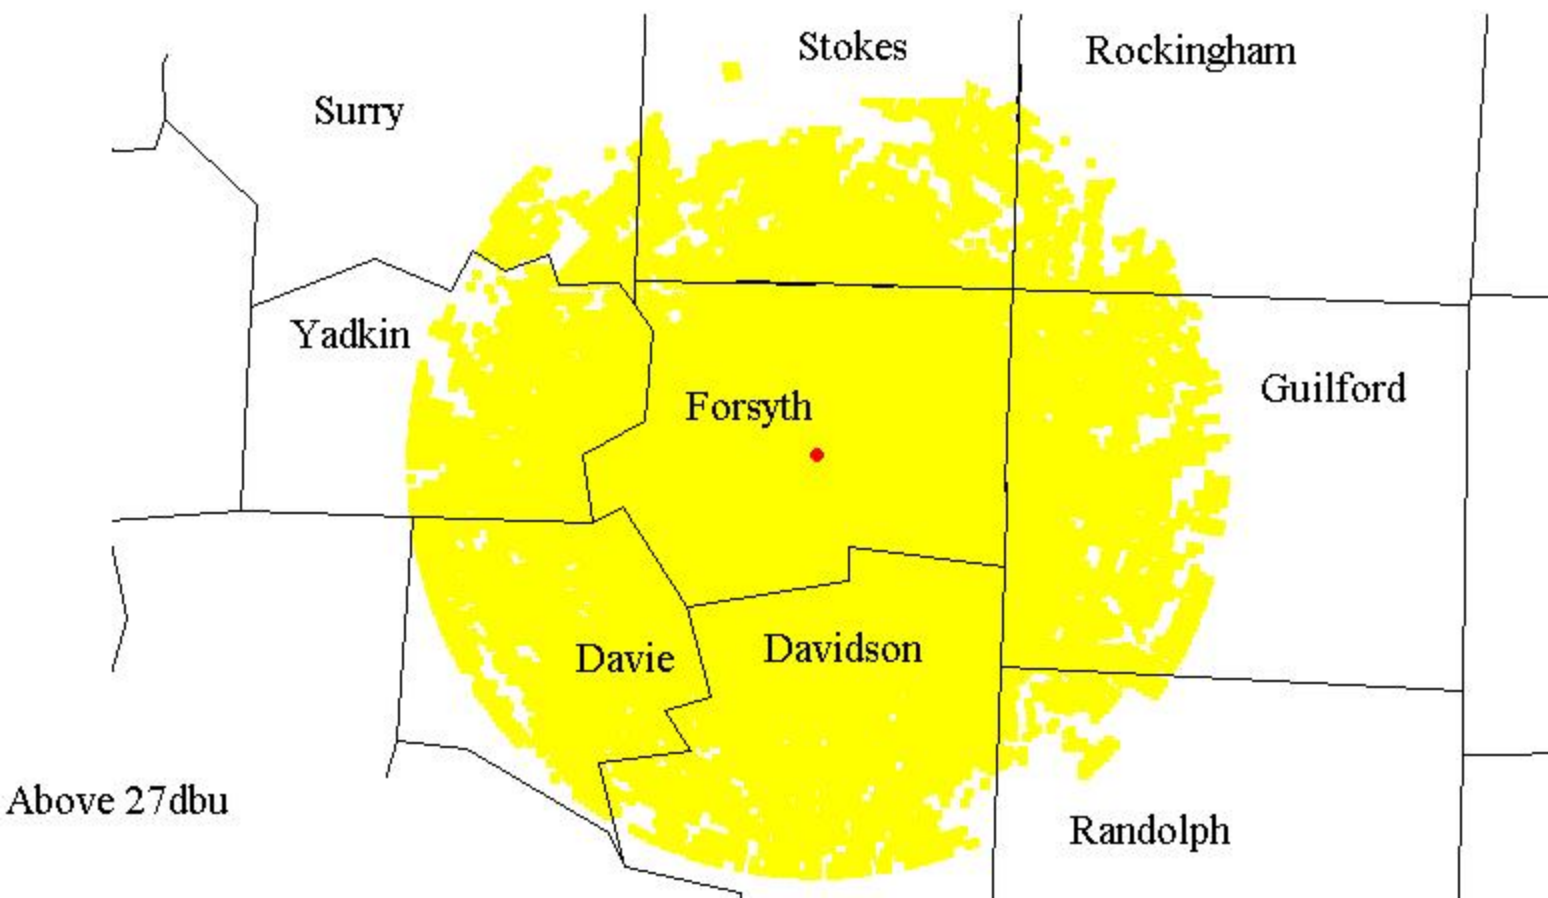 Stokes
Rockingham
Surry
Yadkin
Forsyth
Guilford
Davie
Davidson
Above 27dbu
Randolph